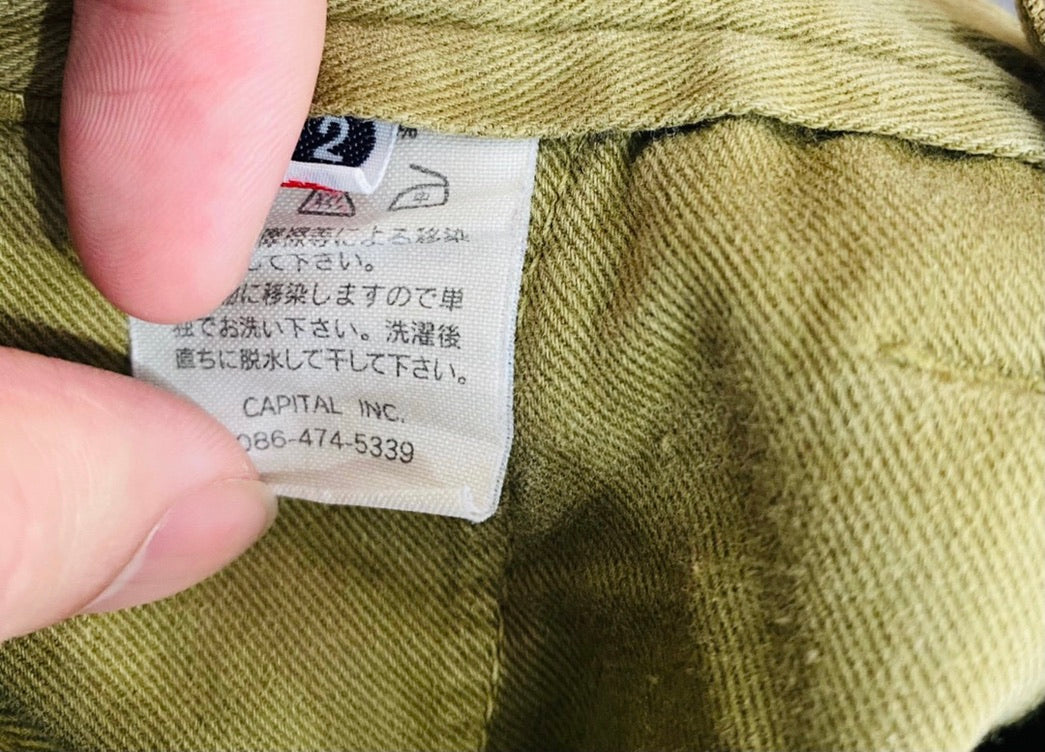 2
中
摩擦等による移染
して下さい。
に移染しますので単
独でお洗い下さい。洗濯後
直ちに脱水して干して下さい。
CAPITAL INC.
086-474-5339